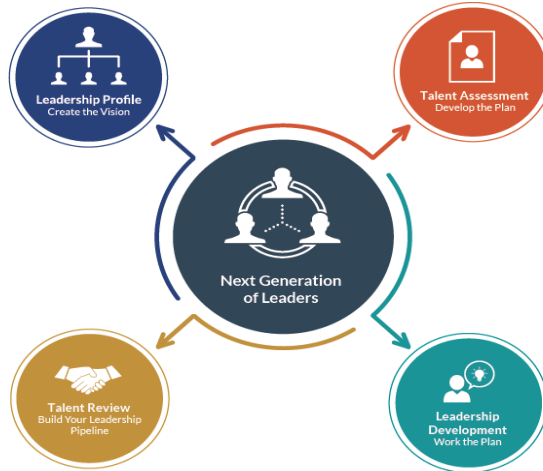 Leadership Profile
Create the Vision
Talent Assessment
Develop the Plan
Next Generation
of Leaders
Talent Review
Build Your Leadership
Pipeline
Leadership
Development
Work the Plan